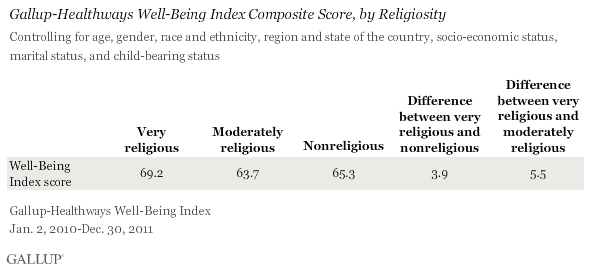 Gallup-Healthways Well-Being Index Composite Score, by Religiosity
Controlling for age, gender, race and ethnicity, region and state of the country, socio-economic status,
marital status, and child-bearing status
Very religious
Moderately religious
Nonreligious
Difference between very religious and nonreligious
Difference between very religious and moderately religious
Well-Being Index score
69.2
63.7
65.3
3.9
5.5
Gallup-Healthways Well-Being Index
Jan. 2, 2010-Dec. 30, 2011
GALLUP®